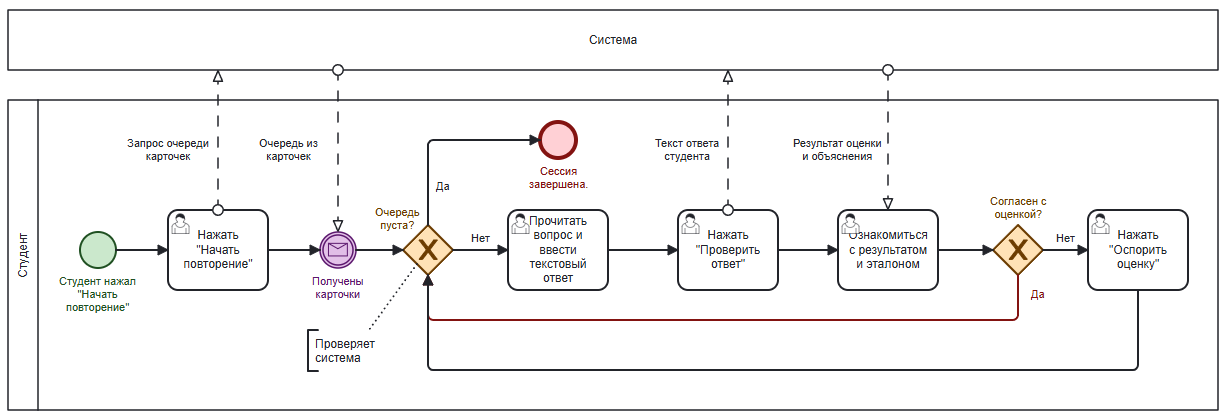 Система
Запрос очереди
карточек
Очередь из
карточек
Текст ответа
студента
Результат оценки
и объяснения
Студент
Студент нажал
"Начать
повторение"
Нажать
"Начать
повторение"
Получены
карточки
Очередь
пуста?
Да
Сессия
завершена.
Нет
Прочитать
вопрос и
ввести
текстовый
ответ
Нажать
"Проверить
ответ"
Ознакомиться
с результатом
и эталоном
Согласен с
оценкой?
Нет
Да
Нажать
"Оспорить
оценку"
Проверяет
система